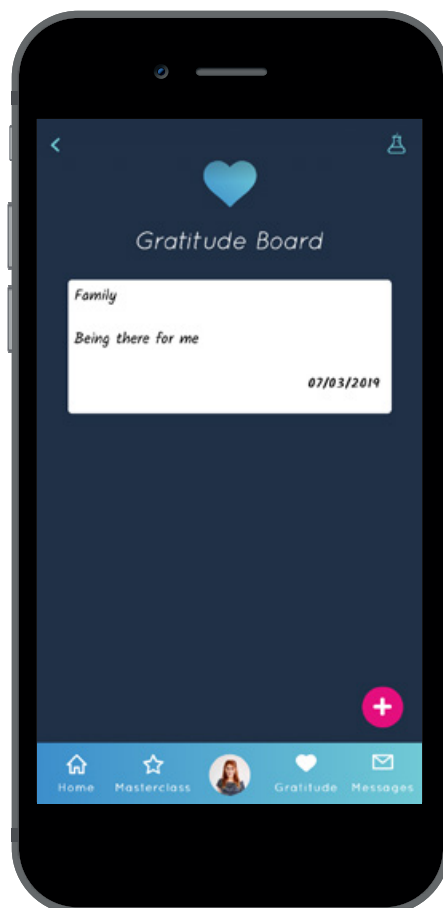 Gratitude Board
Family
Being there for me
07/03/2019
Home Masterclass Gratitude Messages